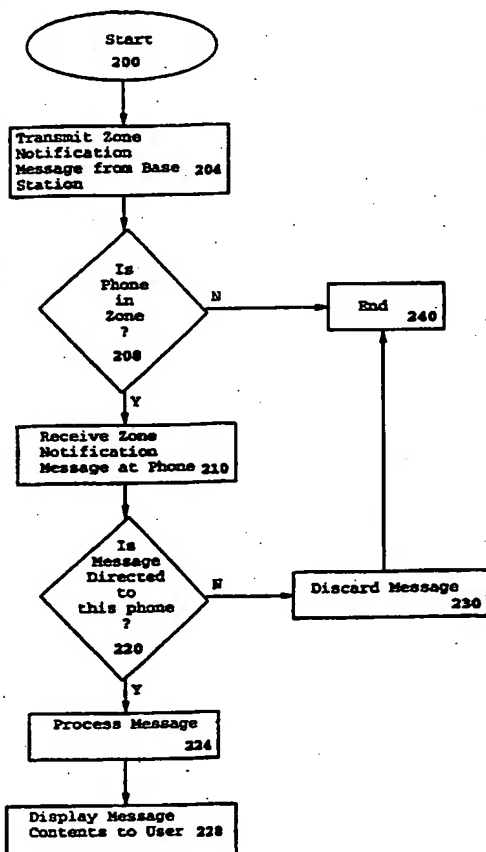 Start
200
Transmit Zone
Notification
Message from Base 204
Station
Is
Phone
in
Zone
?
208
N
End
240
Y
Receive Zone
Notification
Message at Phone 210
Is
Message
Directed
to
this phone
?
220
N
Discard Message
230
Y
Process Message
224
Display Message
Contents to User 228